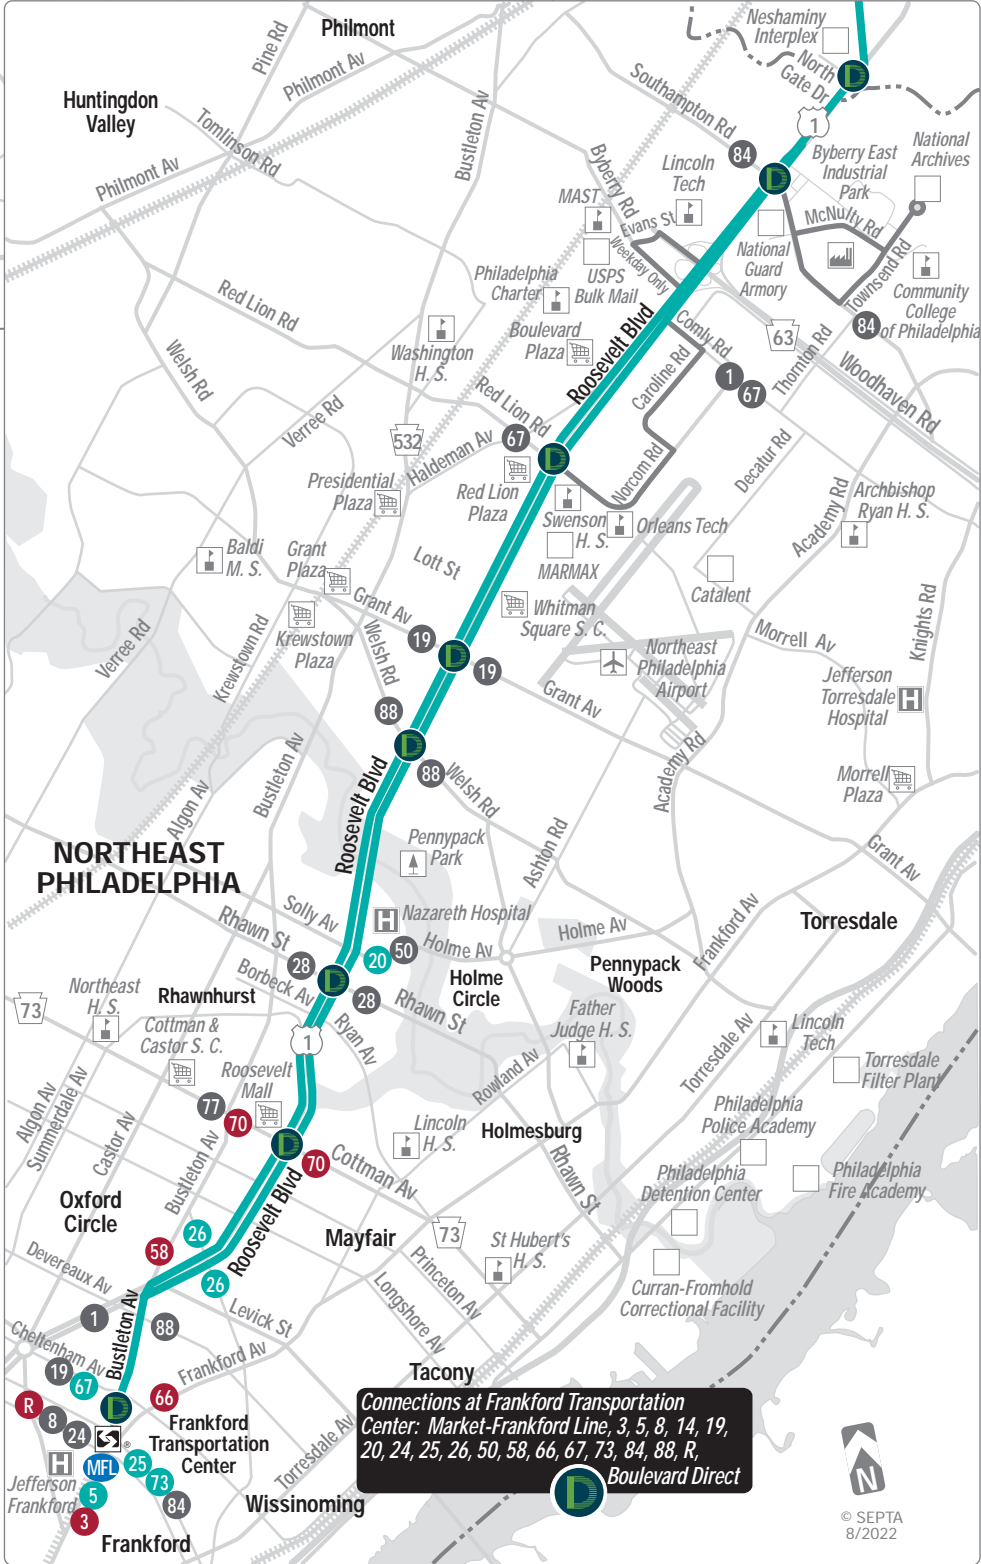 Neshaminy
Interplex
Philmont
Pine Rd
Philmont Av
North
Gate Dr
Southampton Rd
D
1
Huntingdon
Valley
Tomlinson Rd
Bustleton Av
National
Archives
84
Byberry East
Industrial
Park
Lincoln
Tech
Byberry Rd
D
Philmont Av
MAST
McNulty Rd
Evans St
Weekday Only
USPS
Bulk Mail
National
Guard
Armory
Townsend Rd
Philadelphia
Charter
Community
College
of Philadelphia
Red Lion Rd
Boulevard
Plaza
Roosevelt Blvd
Comly Rd
63
84
Washington
H. S.
Thornton Rd
Welsh Rd
Caroline Rd
Woodhaven Rd
1
67
Verree Rd
Red Lion Rd
532
Haldeman Av
67
D
Norcom Rd
Decatur Rd
Presidential
Plaza
Red Lion
Plaza
Swenson
H. S.
Orleans Tech
Academy Rd
Archbishop
Ryan H. S.
MARMAX
Baldi
M. S.
Grant
Plaza
Lott St
Catalent
Grant Av
Whitman
Square S. C.
Krewstown
Plaza
Knights Rd
Verree Rd
Krewstown Rd
Welsh Rd
19
D
19
Morrell Av
Northeast
Philadelphia
Airport
Jefferson
Torresdale
Hospital
H
Grant Av
88
D
88
Bustleton Av
Roosevelt Blvd
Welsh Rd
Academy Rd
Morrell
Plaza
Algon Av
NORTHEAST
PHILADELPHIA
Pennypack
Park
Ashton Rd
Grant Av
Solly Av
H
Nazareth Hospital
Rhawn St
20
50
Holme Av
Holme Av
Frankford Av
Torresdale
28
D
Borbeck Av
28
Rhawn St
Holme
Circle
Pennypack
Woods
Northeast
H. S.
Rhawnhurst
73
Father
Judge H. S.
Cottman &
Castor S. C.
Ryan Av
1
Lincoln
Tech
Roosevelt
Mall
Rowland Av
Torresdale Av
Torresdale
Filter Plant
Algon Av
Summerdale Av
77
70
Lincoln
H. S.
Philadelphia
Police Academy
Castor Av
Bustleton Av
D
70
Cottman Av
Holmesburg
Rhawn St
Philadelphia
Detention Center
Philadelphia
Fire Academy
Oxford
Circle
Roosevelt Blvd
26
58
26
Mayfair
73
St Hubert's
H. S.
Devereaux Av
Princeton Av
Longshore Av
Curran-Fromhold
Correctional Facility
1
Bustleton Av
88
Levick St
Cheltenham Av
Frankford Av
19
67
D
66
Tacony
R
8
24
Frankford
Transportation
Center
®
Connections at Frankford Transportation
Center: Market-Frankford Line, 3, 5, 8, 14, 19,
20, 24, 25, 26, 50, 58, 66, 67, 73, 84, 88, R,
Boulevard Direct
D
Torresdale Av
H
MFL
25
73
Jefferson
Frankford
5
84
3
Wissinoming
Frankford
N
© SEPTA
8/2022